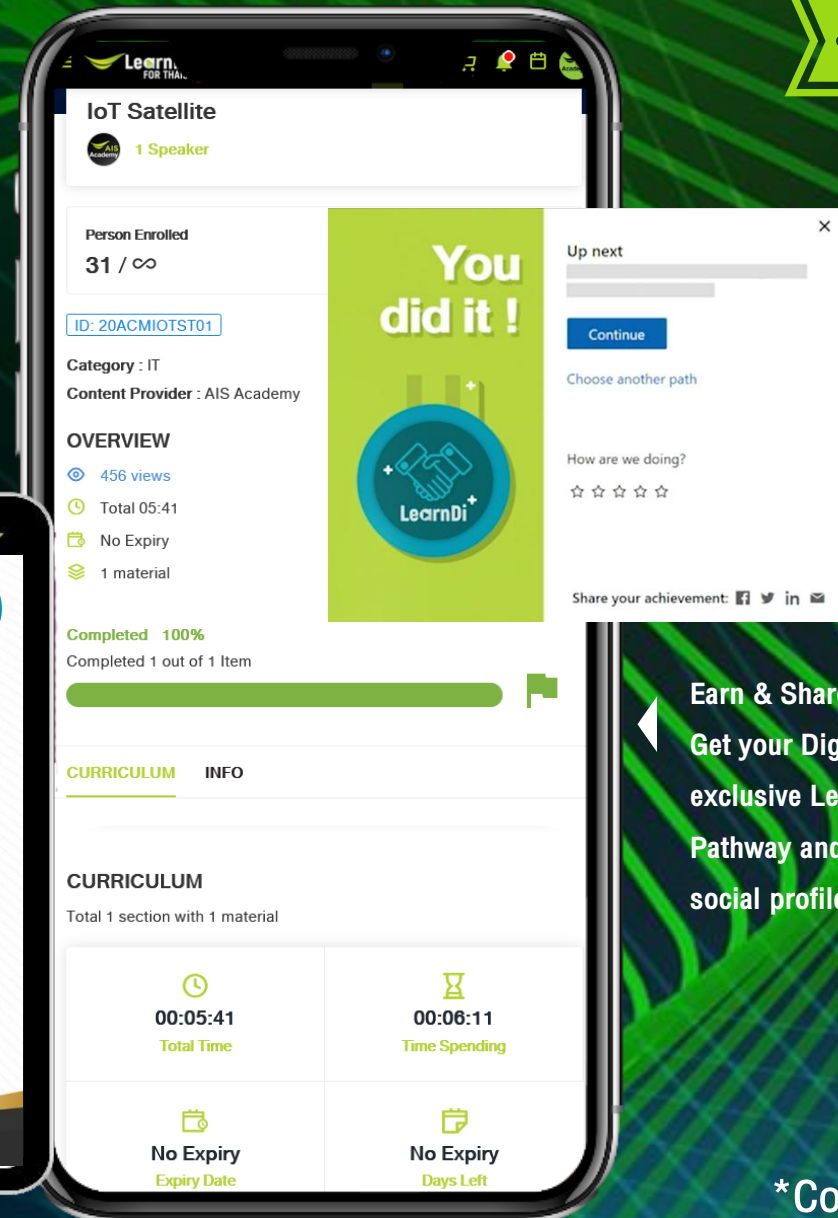 Learn
FOR THAI
IoT Satellite
AIS
Academy
1 Speaker
Person Enrolled
31 / ∞
ID: 20ACMIOTST01
Category : IT
Content Provider : AIS Academy
OVERVIEW
456 views
Total 05:41
No Expiry
1 material
Completed 100%
Completed 1 out of 1 Item
CURRICULUM INFO
CURRICULUM
Total 1 section with 1 material
00:05:41
Total Time
00:06:11
Time Spending
No Expiry
Expiry Date
No Expiry
Days Left
You
did it !
LearnDi
Up next
Continue
Choose another path
How are we doing?
Share your achievement:
Earn & Shar
Get your Dig
exclusive Le
Pathway and
social profile
*Co